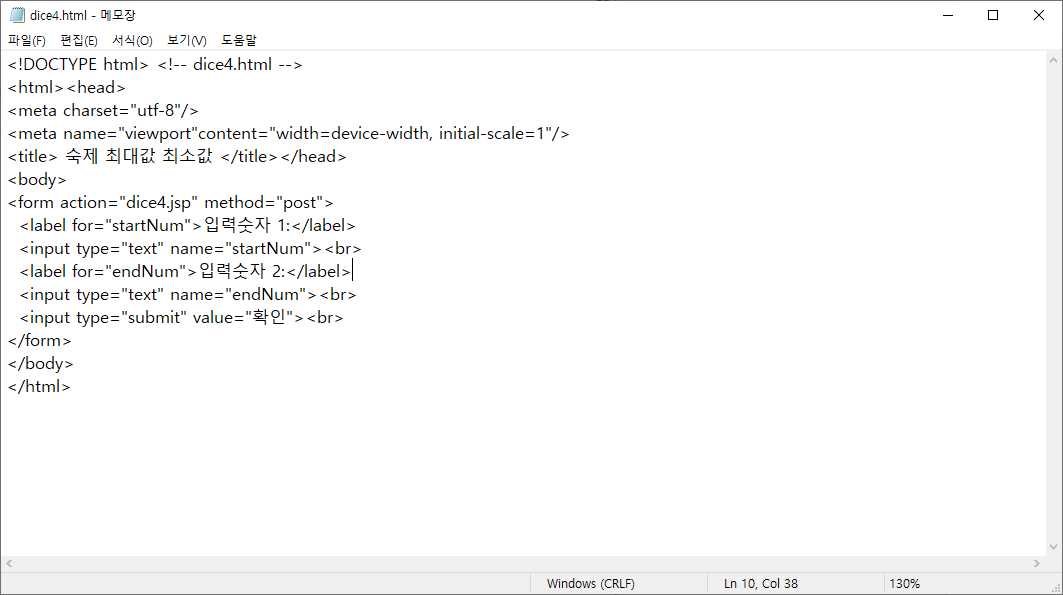 dice4.html - 메모장
파일(F) 편집(E) 서식(O) 보기(V) 도움말
<!DOCTYPE html> <!-- dice4.html -->
<html><head>
<meta charset="utf-8"/>
<meta name="viewport"content="width=device-width, initial-scale=1"/>
<title> 숙제 최대값 최소값 </title></head>
<body>
<form action="dice4.jsp" method="post">
  <label for="startNum">입력숫자 1:</label>
  <input type="text" name="startNum"><br>
  <label for="endNum">입력숫자 2:</label>
  <input type="text" name="endNum"><br>
  <input type="submit" value="확인"><br>
</form>
</body>
</html>
Windows (CRLF) Ln 10, Col 38 130%